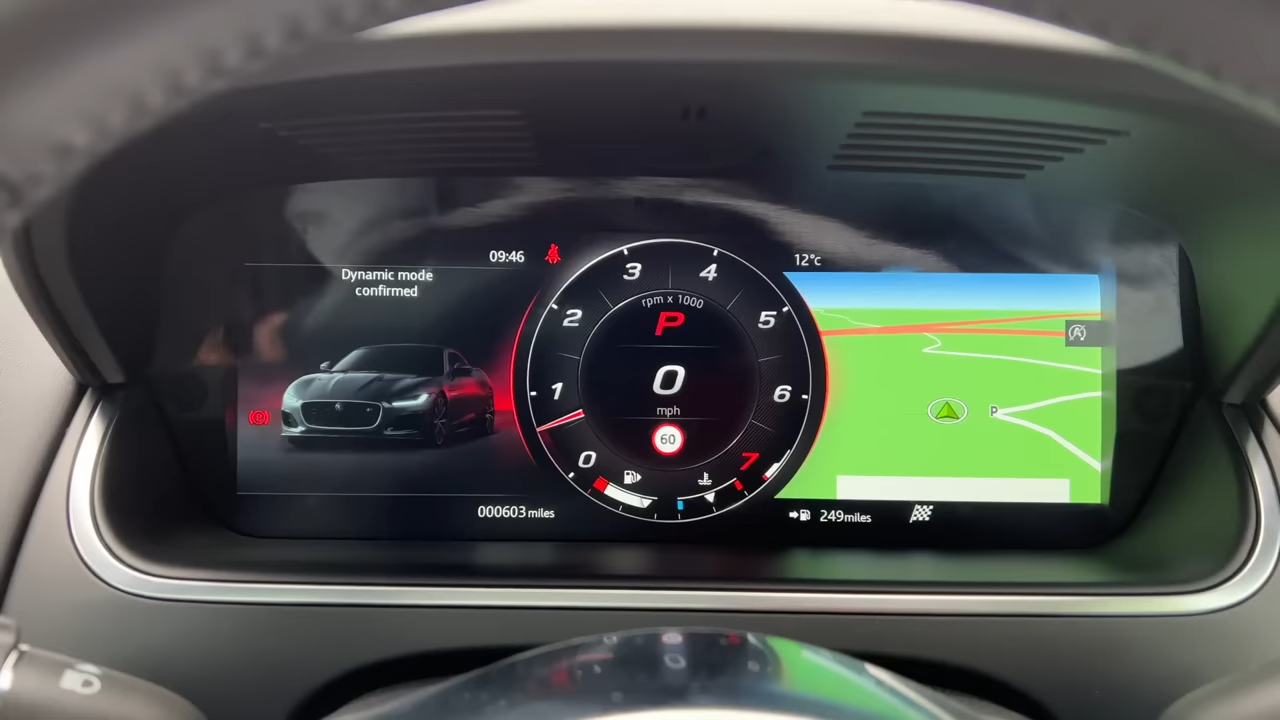 09:46
12°c
Dynamic mode
confirmed
0
1
2
3
4
5
6
7
rpm x 1000
P
0
mph
60
P
000603 miles
249miles